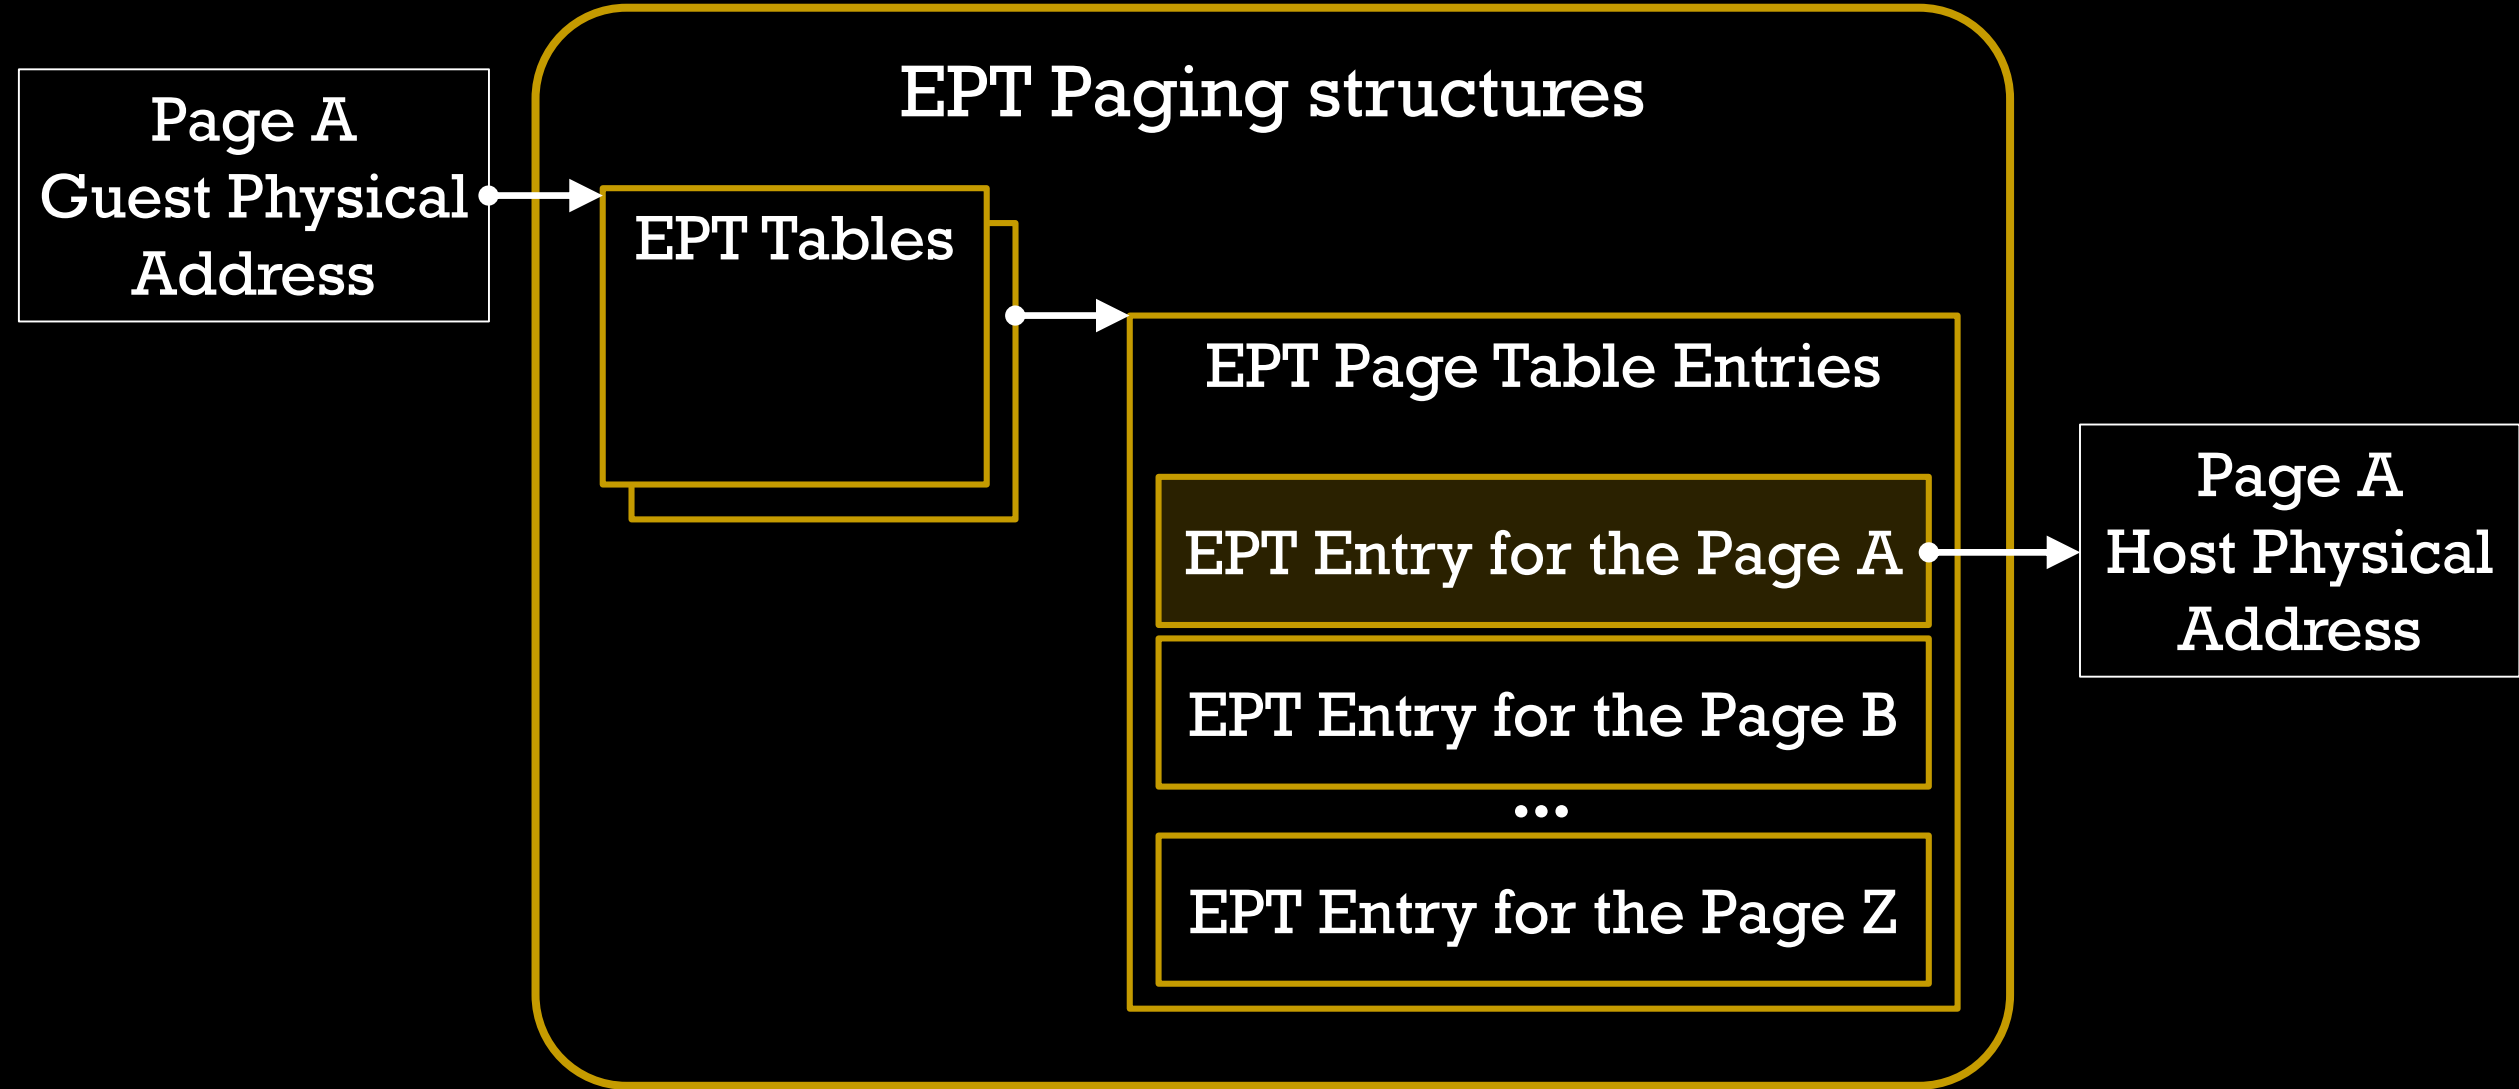 EPT Paging structures
Page A
Guest Physical
Address
EPT Tables
EPT Page Table Entries
EPT Entry for the Page A
EPT Entry for the Page B
...
EPT Entry for the Page Z
Page A
Host Physical
Address